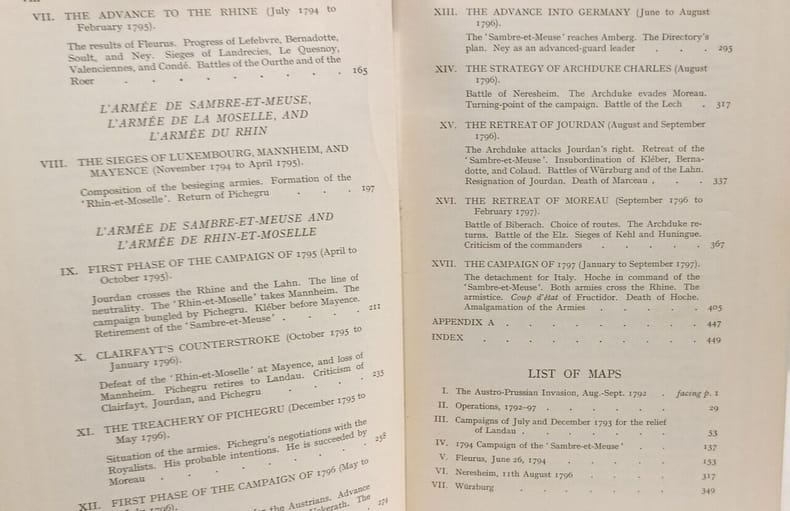 VII. THE ADVANCE TO THE RHINE (July 1794 to
February 1795).
The results of Fleurus. Progress of Lefebvre, Bernadotte,
Soult, and Ney. Sieges of Landrecies, Le Quesnoy,
Valenciennes, and Condé. Battles of the Ourthe and of the
Roer . . . . . . . . 165
L'ARMÉE DE SAMBRE-ET-MEUSE,
L'ARMÉE DE LA MOSELLE, AND
L'ARMÉE DU RHIN
VIII. THE SIEGES OF LUXEMBOURG, MANNHEIM, AND
MAYENCE (November 1794 to April 1795).
Composition of the besieging armies. Formation of the
'Rhin-et-Moselle'. Return of Pichegru . . . 197
L'ARMÉE DE SAMBRE-ET-MEUSE AND
L'ARMÉE DE RHIN-ET-MOSELLE
IX. FIRST PHASE OF THE CAMPAIGN OF 1795 (April to
October 1795).
Jourdan crosses the Rhine and the Lahn. The line of
neutrality. The 'Rhin-et-Moselle' takes Mannheim. The
campaign bungled by Pichegru. Kléber before Mayence.
Retirement of the 'Sambre-et-Meuse' . . . . 211
X. CLAIRFAYT'S COUNTERSTROKE (October 1795 to
January 1796).
Defeat of the 'Rhin-et-Moselle' at Mayence, and loss of
Mannheim. Pichegru retires to Landau. Criticism of
Clairfayt, Jourdan, and Pichegru . . . . 235
XI. THE TREACHERY OF PICHEGRU (December 1795 to
May 1796).
Situation of the armies. Pichegru's negotiations with the
Royalists. His probable intentions. He is succeeded by
Moreau . . . . . . . 258
XII. FIRST PHASE OF THE CAMPAIGN OF 1796 (May to
1796).
for the Austrians. Advance
The 274
XIII. THE ADVANCE INTO GERMANY (June to August
1796).
The 'Sambre-et-Meuse' reaches Amberg. The Directory's
plan. Ney as an advanced-guard leader . . . 295
XIV. THE STRATEGY OF ARCHDUKE CHARLES (August
1796).
Battle of Neresheim. The Archduke evades Moreau.
Turning-point of the campaign. Battle of the Lech . 317
XV. THE RETREAT OF JOURDAN (August and September
1796).
The Archduke attacks Jourdan's right. Retreat of the
'Sambre-et-Meuse'. Insubordination of Kléber, Berna-
dotte, and Colaud. Battles of Würzburg and of the Lahn.
Resignation of Jourdan. Death of Marceau . . . 337
XVI. THE RETREAT OF MOREAU (September 1796 to
February 1797).
Battle of Biberach. Choice of routes. The Archduke re-
turns. Battle of the Elz. Sieges of Kehl and Huningue.
Criticism of the commanders . . . . . 367
XVII. THE CAMPAIGN OF 1797 (January to September 1797).
The detachment for Italy. Hoche in command of the
'Sambre-et-Meuse'. Both armies cross the Rhine. The
armistice. Coup d'état of Fructidor. Death of Hoche.
Amalgamation of the Armies . . . . . 405
APPENDIX A . . . . . . . . . 447
INDEX . . . . . . . . . 449
LIST OF MAPS
I. The Austro-Prussian Invasion, Aug.-Sept. 1792 . facing p. 1
II. Operations, 1792-97 . . . . . . 29
III. Campaigns of July and December 1793 for the relief
of Landau . . . . . . . . 53
IV. 1794 Campaign of the 'Sambre-et-Meuse' . . . 137
V. Fleurus, June 26, 1794 . . . . . . 153
VI. Neresheim, 11th August 1796 . . . . . 317
VII. Würzburg . . . . . . . . 349